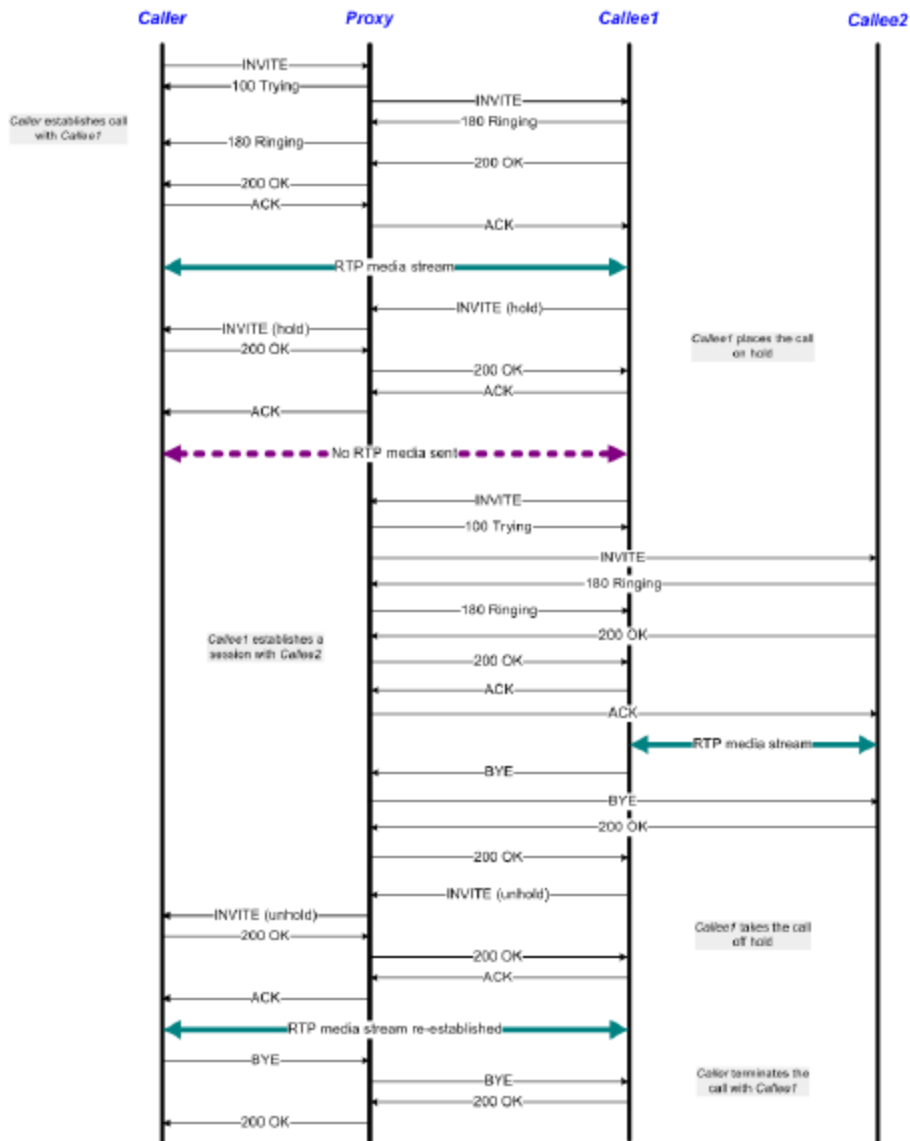 Caller Proxy Callee1 Callee2
INVITE
100 Trying
INVITE
Caller establishes call
with Callee1
180 Ringing
180 Ringing
200 OK
200 OK
ACK
ACK
RTP media stream
INVITE (hold)
INVITE (hold)
200 OK
Callee1 places the call
on hold
200 OK
ACK
ACK
No RTP media sent
INVITE
100 Trying
INVITE
180 Ringing
180 Ringing
200 OK
Callee1 establishes a
session with Callee2
200 OK
ACK
ACK
RTP media stream
BYE
BYE
200 OK
200 OK
INVITE (unhold)
INVITE (unhold)
200 OK
Callee1 takes the call
off hold
200 OK
ACK
ACK
RTP media stream re-established
BYE
BYE
Caller terminates the
call with Callee1
200 OK
200 OK